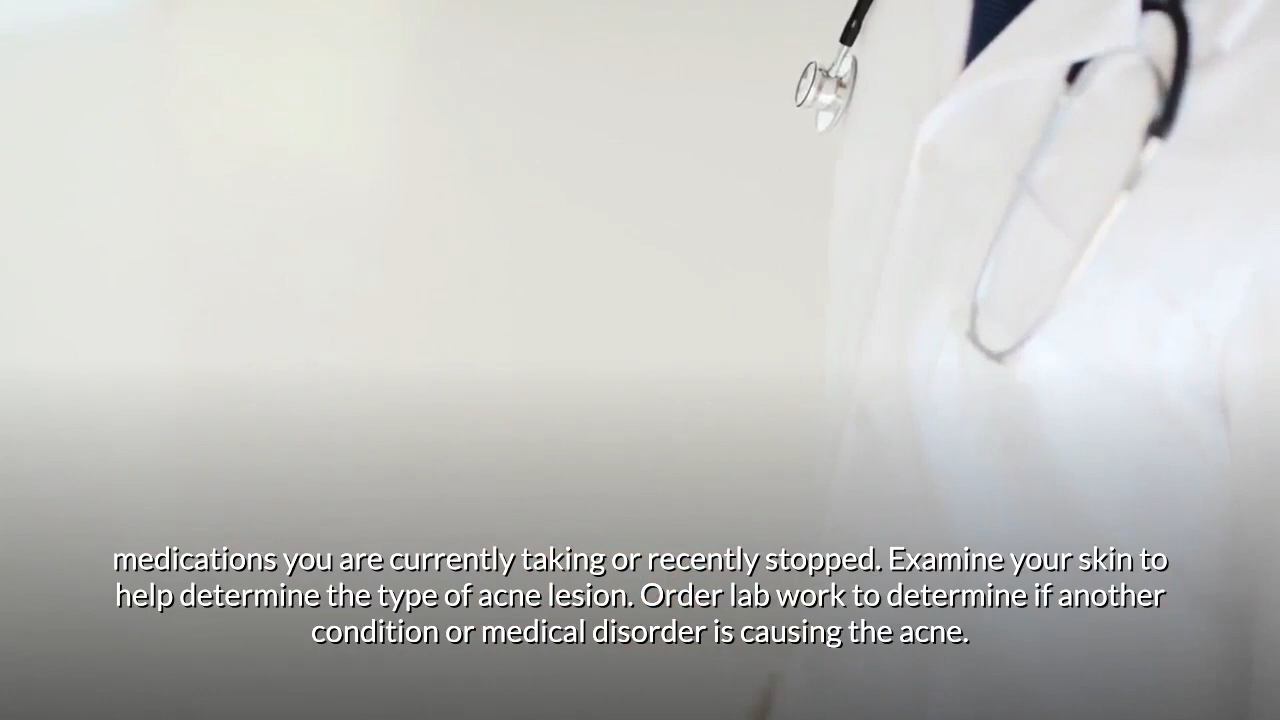 medications you are currently taking or recently stopped. Examine your skin to
help determine the type of acne lesion. Order lab work to determine if another
condition or medical disorder is causing the acne.